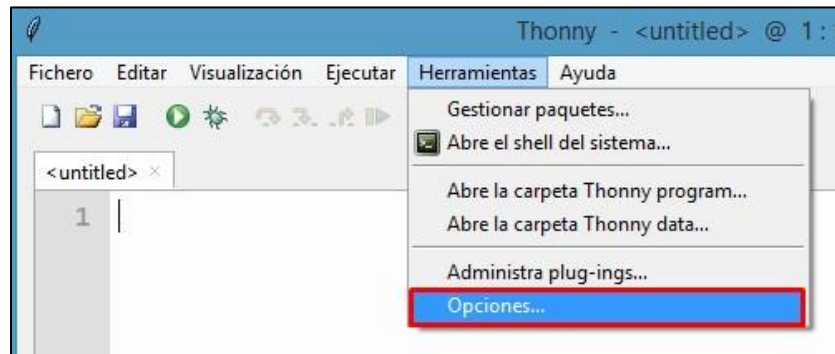 Thonny - <untitled> @ 1 :
Fichero Editar Visualización Ejecutar Herramientas Ayuda
Gestionar paquetes...
Abre el shell del sistema...
<untitled> ×
Abre la carpeta Thonny program...
1
Abre la carpeta Thonny data...
Administra plug-ings...
Opciones...